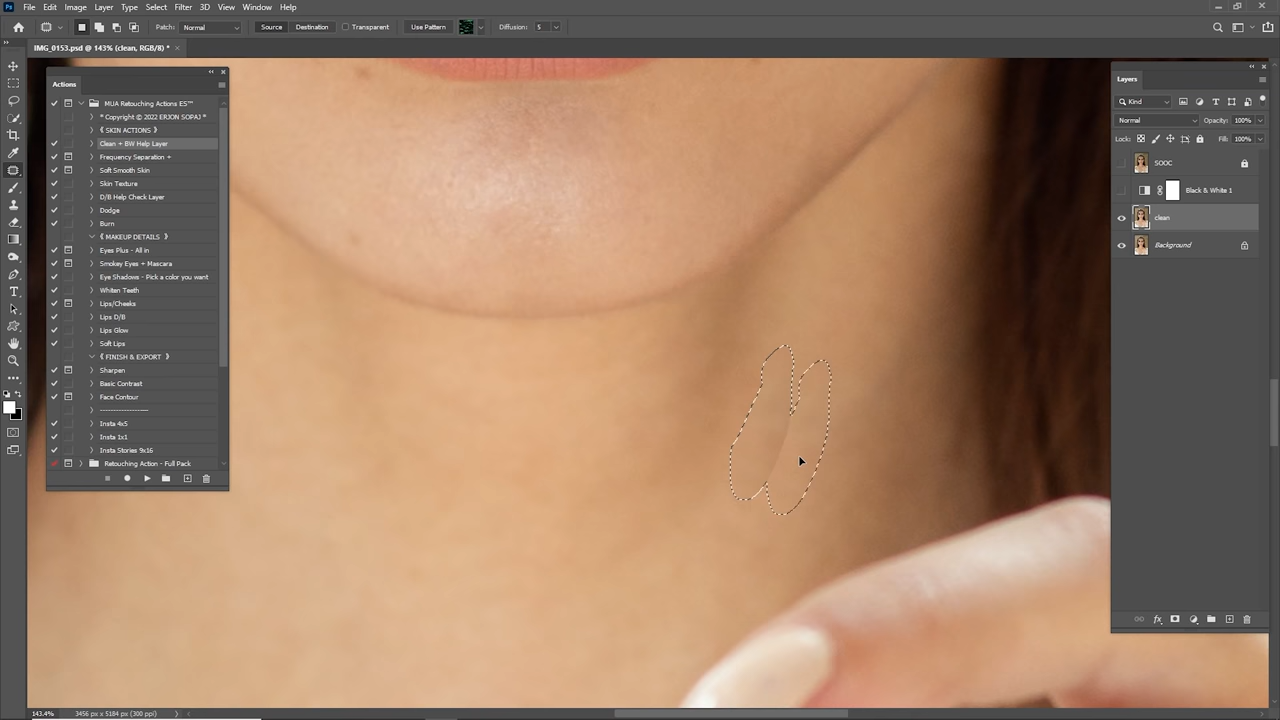 Ps File Edit Image Layer Type Select Filter 3D View Window Help
Patch: Normal Source Destination Transparent Use Pattern Diffusion: 5
IMG_0153.psd @ 143% (clean, RGB/8) *
Actions
MUA Retouching Actions ES™
* Copyright © 2022 ERJON SOPAJ *
《 SKIN ACTIONS 》
Clean + BW Help Layer
Frequency Separation +
Soft Smooth Skin
Skin Texture
D/B Help Check Layer
Dodge
Burn
《 MAKEUP DETAILS 》
Eyes Plus - All in
Smokey Eyes + Mascara
Eye Shadows - Pick a color you want
Whiten Teeth
Lips/Cheeks
Lips D/B
Lips Glow
Soft Lips
《 FINISH & EXPORT 》
Sharpen
Basic Contrast
Face Contour
------------------
Insta 4x5
Insta 1x1
Insta Stories 9x16
Retouching Action - Full Pack
Layers
Kind
Normal Opacity: 100%
Lock: Fill: 100%
SOOC
Black & White 1
clean
Background
fx
143.4% 3456 px x 5184 px (300 ppi)